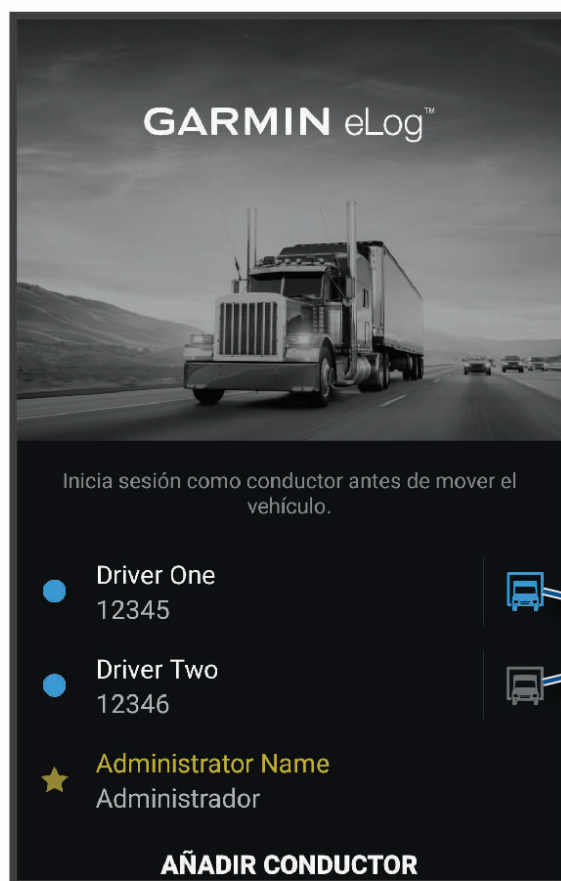 GARMIN eLog™
Inicia sesión como conductor antes de mover el
vehículo.
Driver One
12345
Driver Two
12346
Administrator Name
Administrador
AÑADIR CONDUCTOR